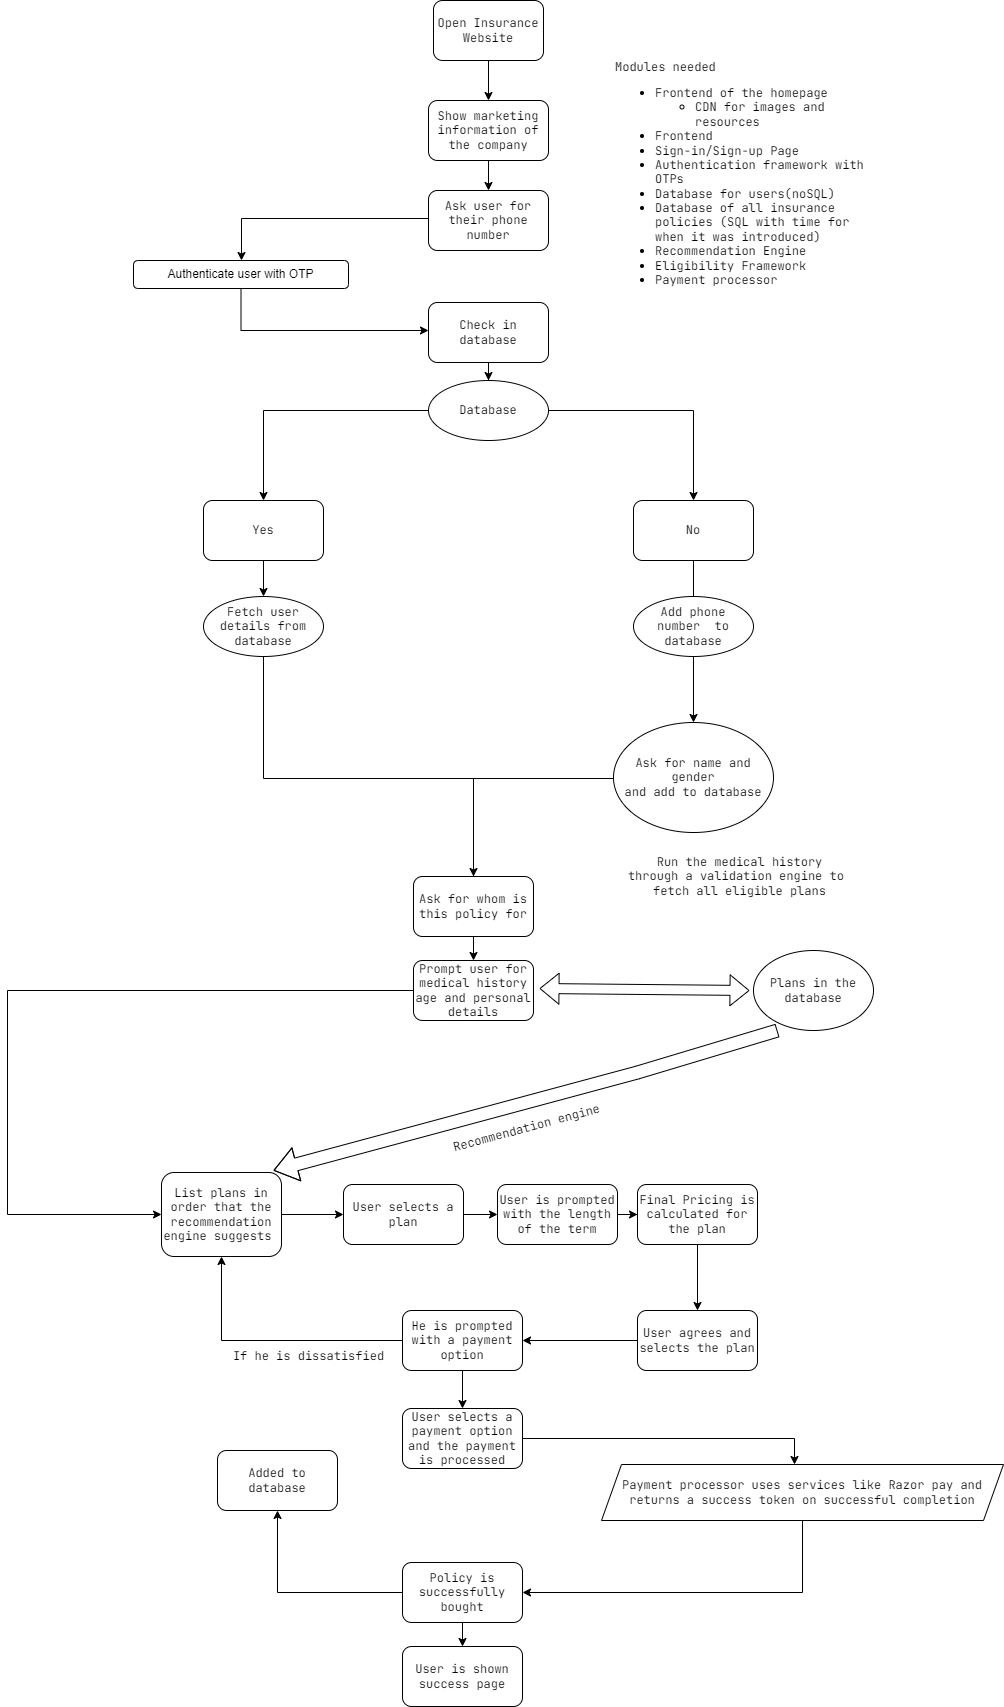 Open Insurance
Website
Modules needed
Frontend of the homepage
CDN for images and
resources
Frontend
Sign-in/Sign-up Page
Authentication framework with
OTPs
Database for users(noSQL)
Database of all insurance
policies (SQL with time for
when it was introduced)
Recommendation Engine
Eligibility Framework
Payment processor
Show marketing
information of
the company
Ask user for
their phone
number
Authenticate user with OTP
Check in
database
Database
Yes
No
Fetch user
details from
database
Add phone
number  to
database
Ask for name and
gender
and add to database
Run the medical history
through a validation engine to
fetch all eligible plans
Ask for whom is
this policy for
Prompt user for
medical history
age and personal
details
Plans in the
database
Recommendation engine
List plans in
order that the
recommendation
engine suggests
User selects a
plan
User is prompted
with the length
of the term
Final Pricing is
calculated for
the plan
User agrees and
selects the plan
He is prompted
with a payment
option
If he is dissatisfied
User selects a
payment option
and the payment
is processed
Payment processor uses services like Razor pay and
returns a success token on successful completion
Added to
database
Policy is
successfully
bought
User is shown
success page